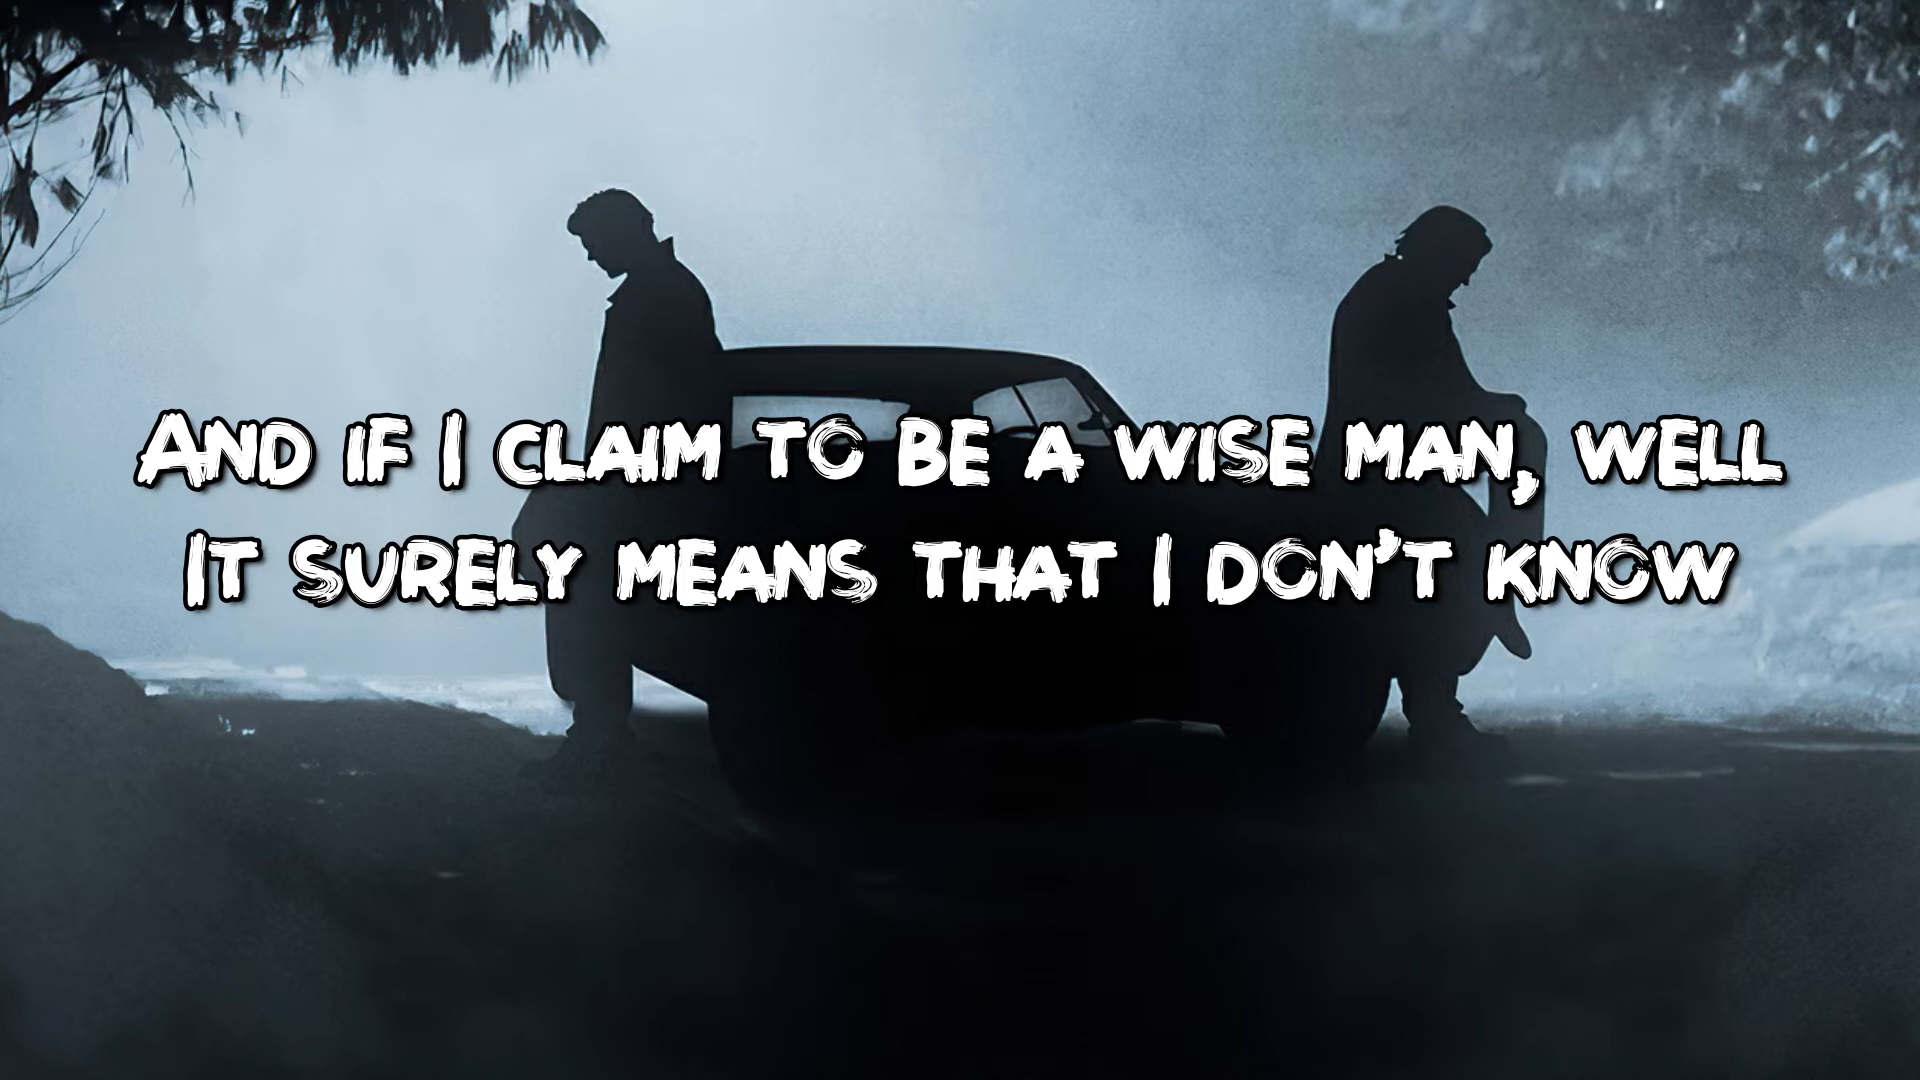 And if I claim to be a wise man, well
It surely means that I don't know